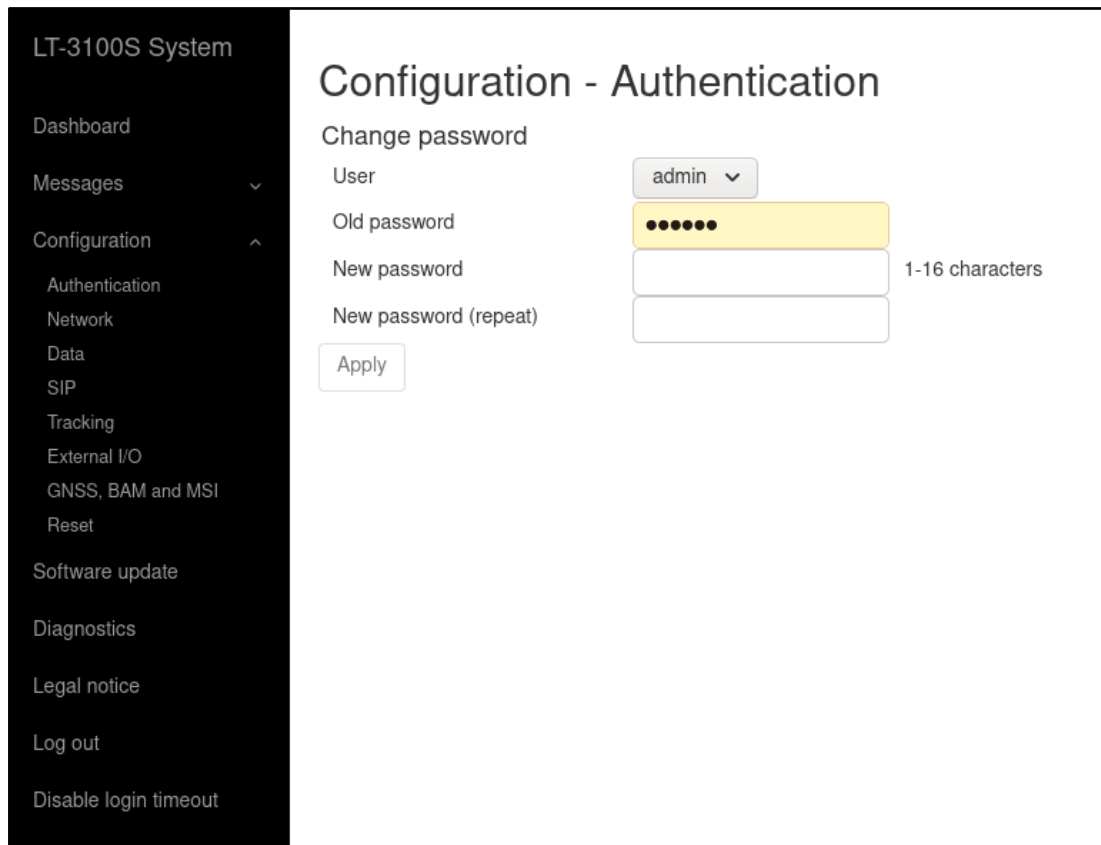 LT-3100S System
Dashboard
Messages
Configuration
Authentication
Network
Data
SIP
Tracking
External I/O
GNSS, BAM and MSI
Reset
Software update
Diagnostics
Legal notice
Log out
Disable login timeout
Configuration - Authentication
Change password
User admin
Old password ●●●●●●
New password 1-16 characters
New password (repeat)
Apply